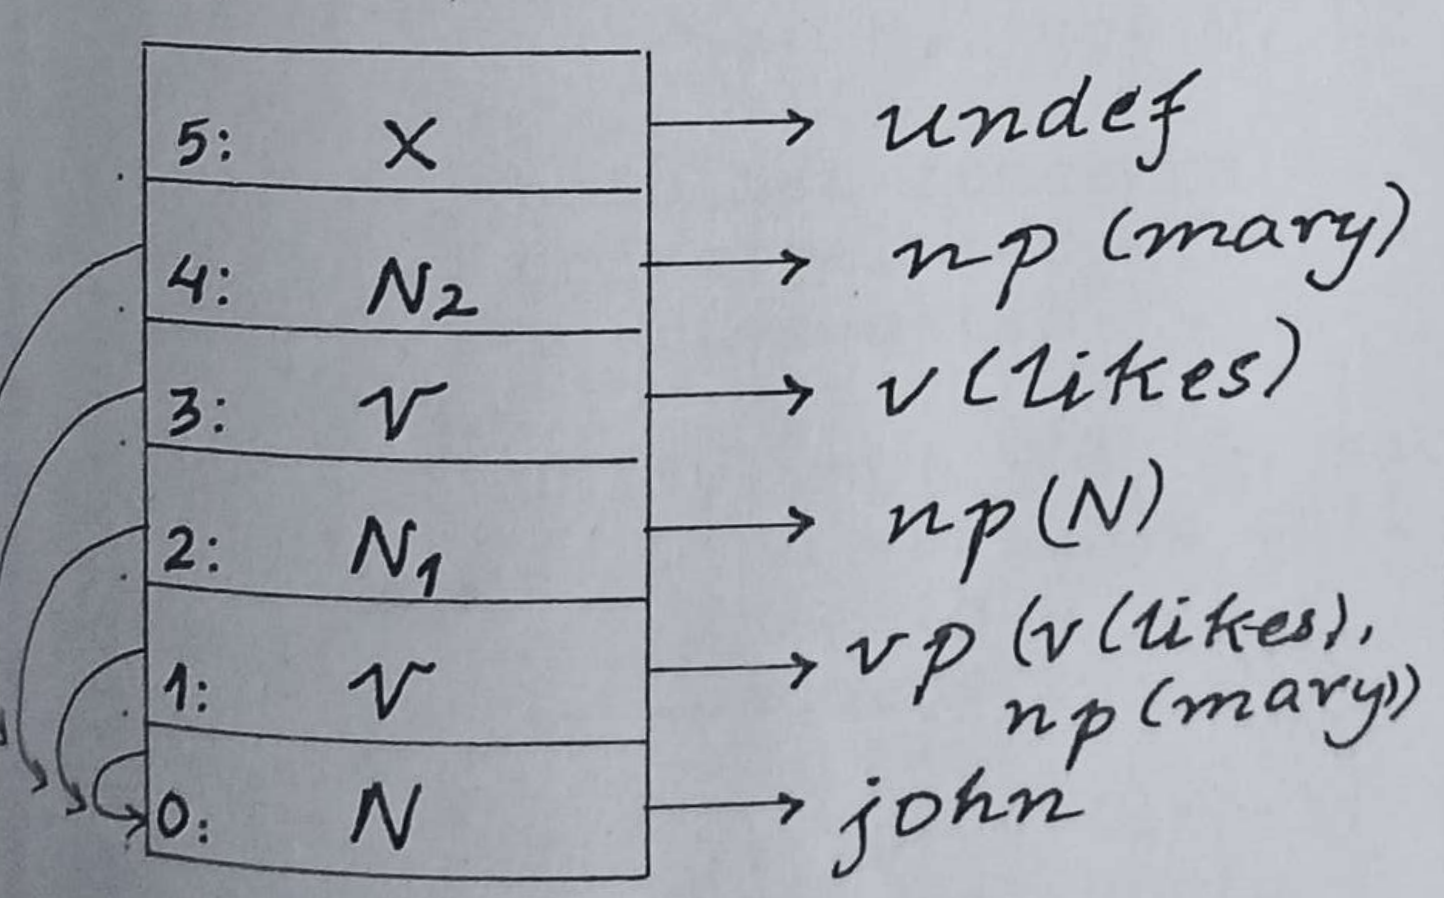 5: X → undef
4: N₂ → np (mary)
3: V → v (likes)
2: N₁ → np (N)
1: V → vp (v (likes),
np (mary))
0: N → john